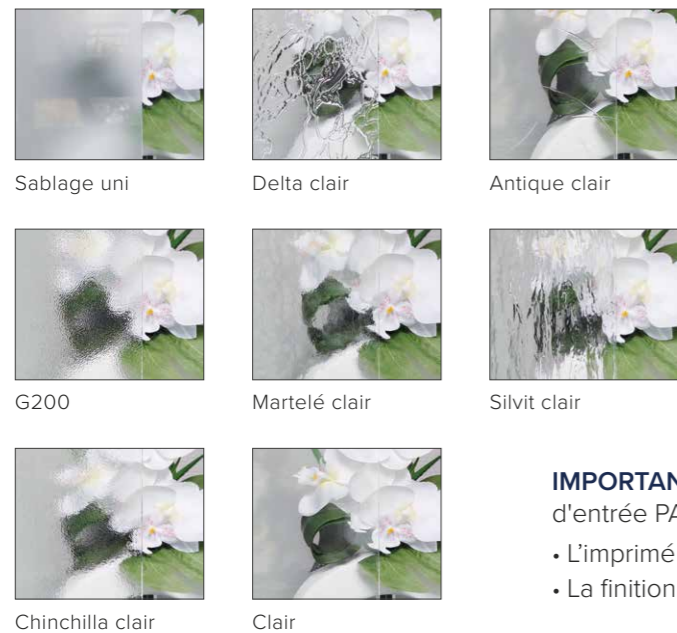 Sablage uni
Delta clair
Antique clair
G200
Martelé clair
Silvit clair
Chinchilla clair
Clair
d'entrée
• L'imprimé
• La finition